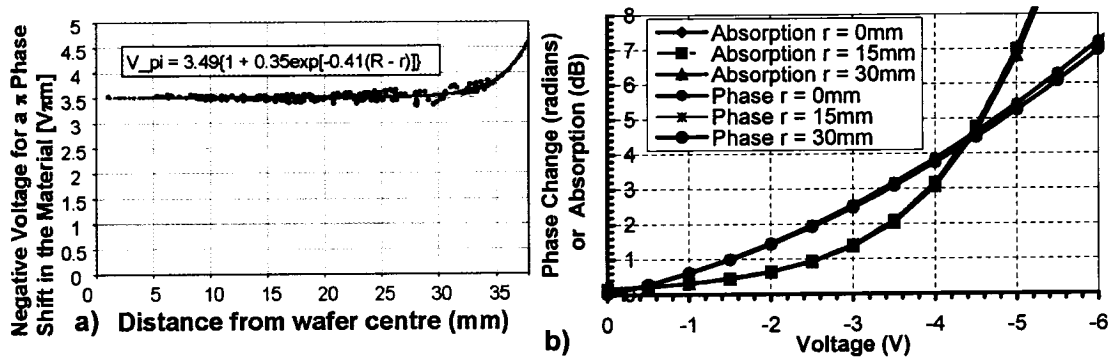 Negative Voltage for a π Phase
Shift in the Material [Vπm]
5
4.5
4
3.5
3
2.5
2
1.5
1
0.5
0
V_pi = 3.49{1 + 0.35exp[-0.41(R - r)]}
0 5 10 15 20 25 30 35
a) Distance from wafer centre (mm)
Phase Change (radians)
or Absorption (dB)
8
7
6
5
4
3
2
1
0
Absorption r = 0mm
Absorption r = 15mm
Absorption r = 30mm
Phase r = 0mm
Phase r = 15mm
Phase r = 30mm
0 -1 -2 -3 -4 -5 -6
b) Voltage (V)